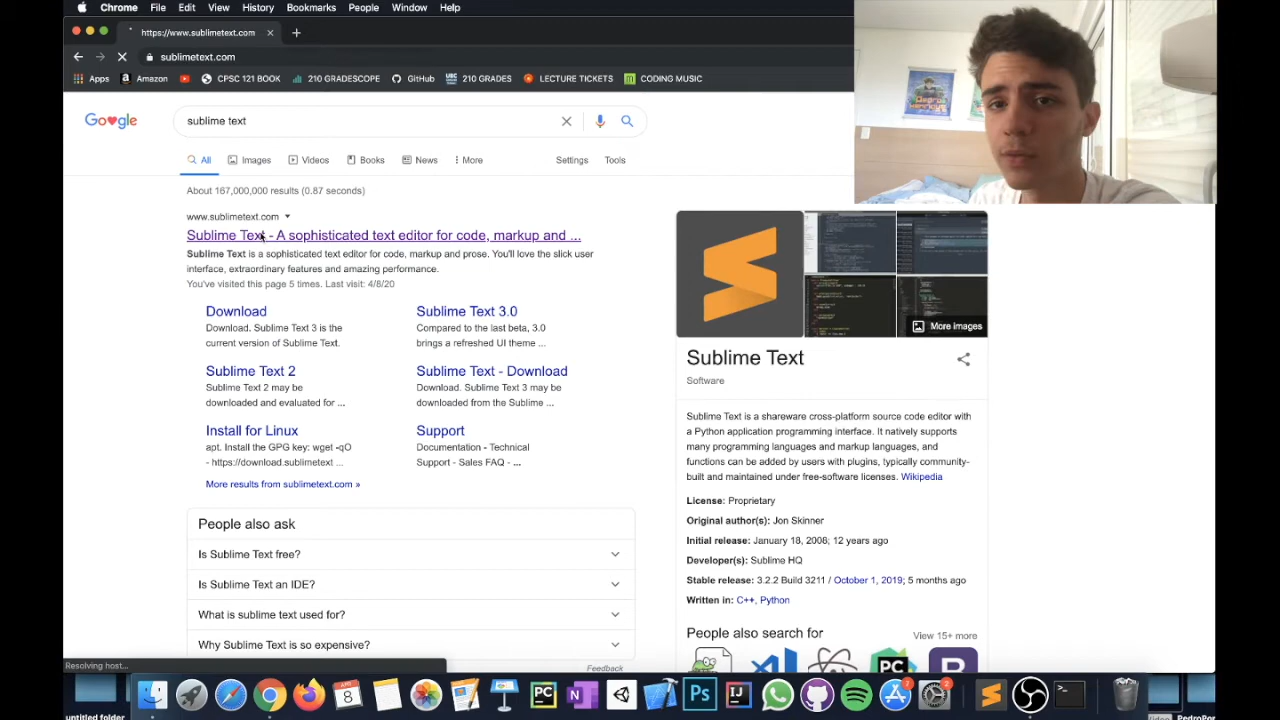 Chrome File Edit View History Bookmarks People Window Help
https://www.sublimetext.com
sublimetext.com
Apps Amazon CPSC 121 BOOK 210 GRADESCOPE GitHub UBC 210 GRADES LECTURE TICKETS CODING MUSIC
Google
sublime text
All Images Videos Books News More Settings Tools
About 167,000,000 results (0.87 seconds)
www.sublimetext.com
Sublime Text - A sophisticated text editor for code, markup and ...
Sublime Text is a sophisticated text editor for code, markup and prose. You'll love the slick user
interface, extraordinary features and amazing performance.
You've visited this page 5 times. Last visit: 4/8/20
Download
Download. Sublime Text 3 is the
current version of Sublime Text.
Sublime Text 3.0
Compared to the last beta, 3.0
brings a refreshed UI theme ...
Sublime Text 2
Sublime Text 2 may be
downloaded and evaluated for ...
Sublime Text - Download
Download. Sublime Text 3 may be
downloaded from the Sublime ...
Install for Linux
apt. Install the GPG key: wget -qO
- https://download.sublimetext ...
Support
Documentation - Technical
Support - Sales FAQ - ...
More results from sublimetext.com »
People also ask
Is Sublime Text free?
Is Sublime Text an IDE?
What is sublime text used for?
Why Sublime Text is so expensive?
Feedback
More images
Sublime Text
Software
Sublime Text is a shareware cross-platform source code editor with
a Python application programming interface. It natively supports
many programming languages and markup languages, and
functions can be added by users with plugins, typically community-
built and maintained under free-software licenses. Wikipedia
License: Proprietary
Original author(s): Jon Skinner
Initial release: January 18, 2008; 12 years ago
Developer(s): Sublime HQ
Stable release: 3.2.2 Build 3211 / October 1, 2019; 5 months ago
Written in: C++, Python
People also search for View 15+ more
PC
Resolving host...
8
PC
N
Ps
IJ
2
2
untitled folder